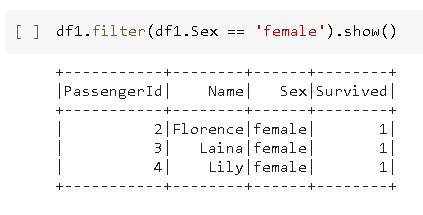 [ ] df1.filter(df1.Sex == 'female').show()
+-----------+--------+------+--------+
|PassengerId|    Name|   Sex|Survived|
+-----------+--------+------+--------+
|          2|Florence|female|       1|
|          3|   Laina|female|       1|
|          4|    Lily|female|       1|
+-----------+--------+------+--------+